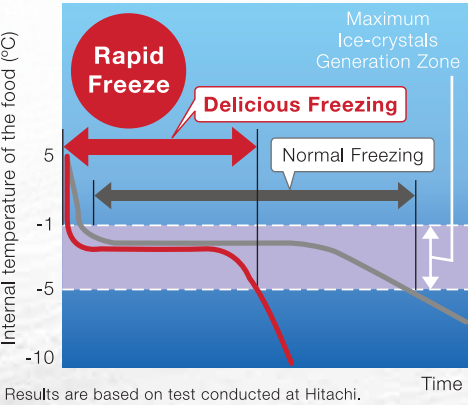 Maximum
Ice-crystals
Generation Zone
Rapid
Freeze
Delicious Freezing
Normal Freezing
Internal temperature of the food (°C)
5
-1
-5
-10
Time
Results are based on test conducted at Hitachi.